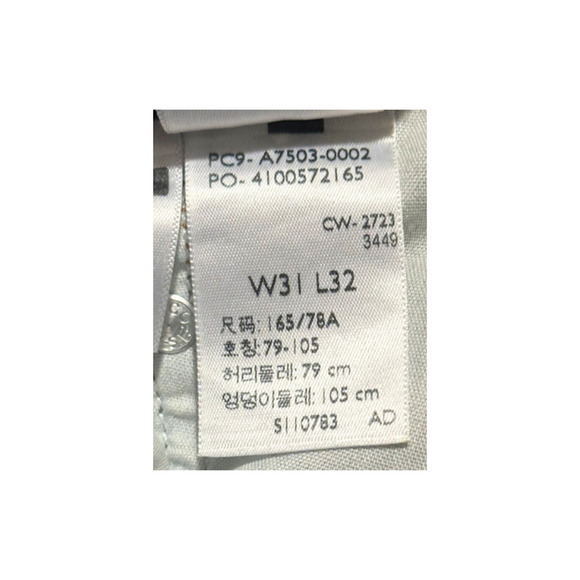 PC9- A7503-0002
PO- 4100572165
CW- 2723
3449
W31 L32
尺码: 165/78A
호칭: 79-105
허리둘레: 79 cm
엉덩이둘레: 105 cm
S110783 AD